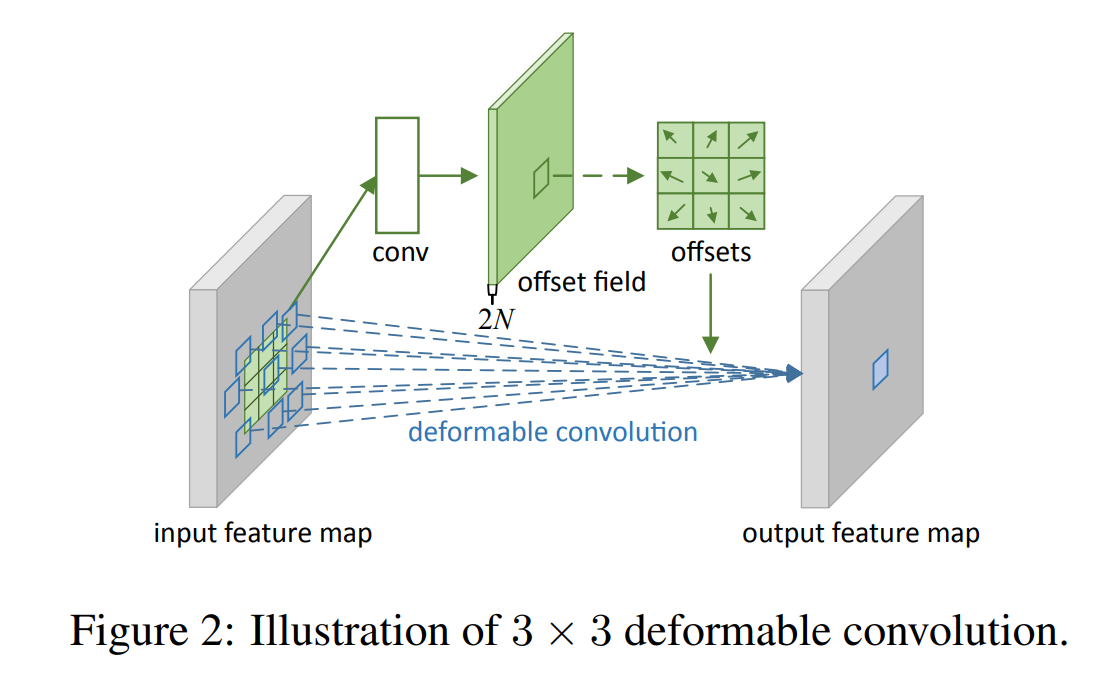 conv
offsets
offset field
2N
deformable convolution
input feature map
output feature map
Figure 2: Illustration of 3 × 3 deformable convolution.